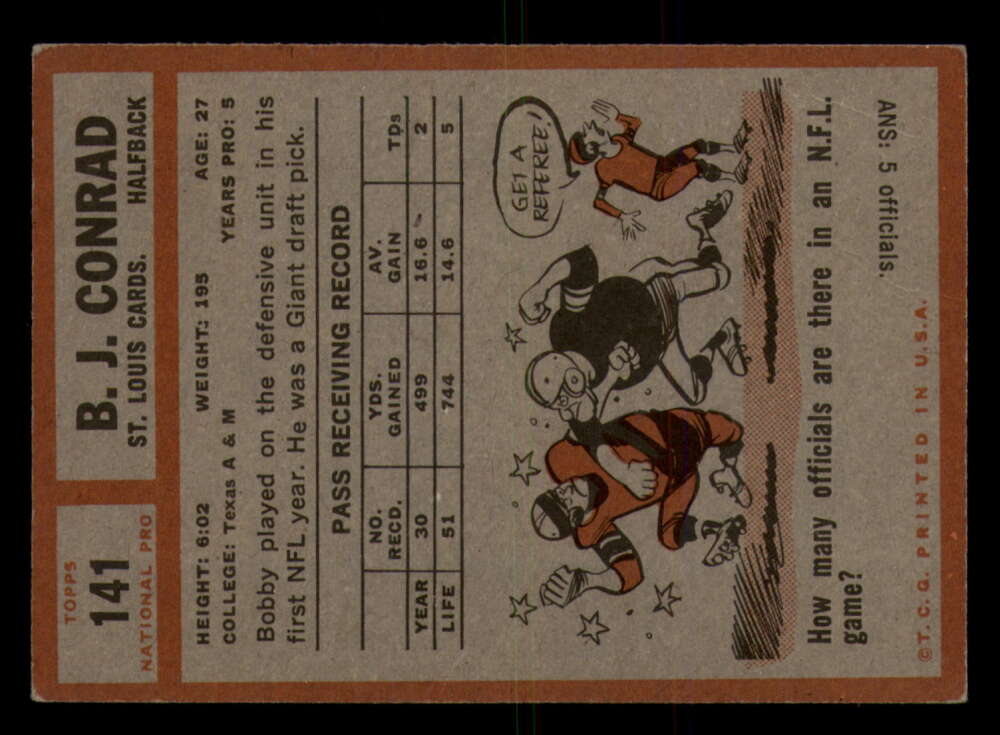 TOPPS
141
NATIONAL PRO
B. J. CONRAD
ST. LOUIS CARDS. HALFBACK
HEIGHT: 6:02 WEIGHT: 195 AGE: 27
COLLEGE: Texas A & M YEARS PRO: 5
Bobby played on the defensive unit in his
first NFL year. He was a Giant draft pick.
PASS RECEIVING RECORD
NO. RECD. YDS. GAINED AV. GAIN TDs
YEAR 30 499 16.6 2
LIFE 51 744 14.6 5
GET A
REFEREE!
How many officials are there in an N.F.L.
game?
ANS: 5 officials.
©T.C.G. PRINTED IN U.S.A.